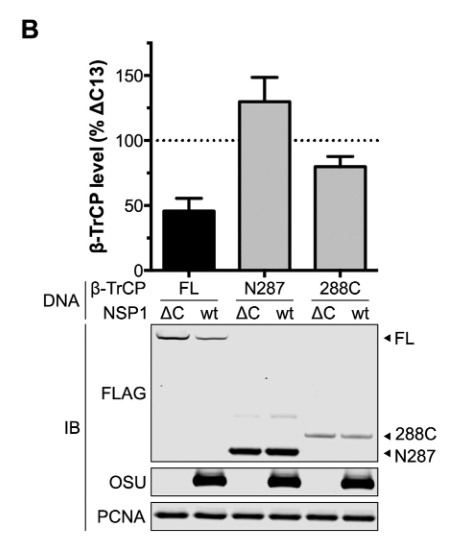 B
β-TrCP level (% ΔC13)
150
100
50
0
DNA
β-TrCP FL N287 288C
NSP1 ΔC wt ΔC wt ΔC wt
IB
FLAG
FL
288C
N287
OSU
PCNA